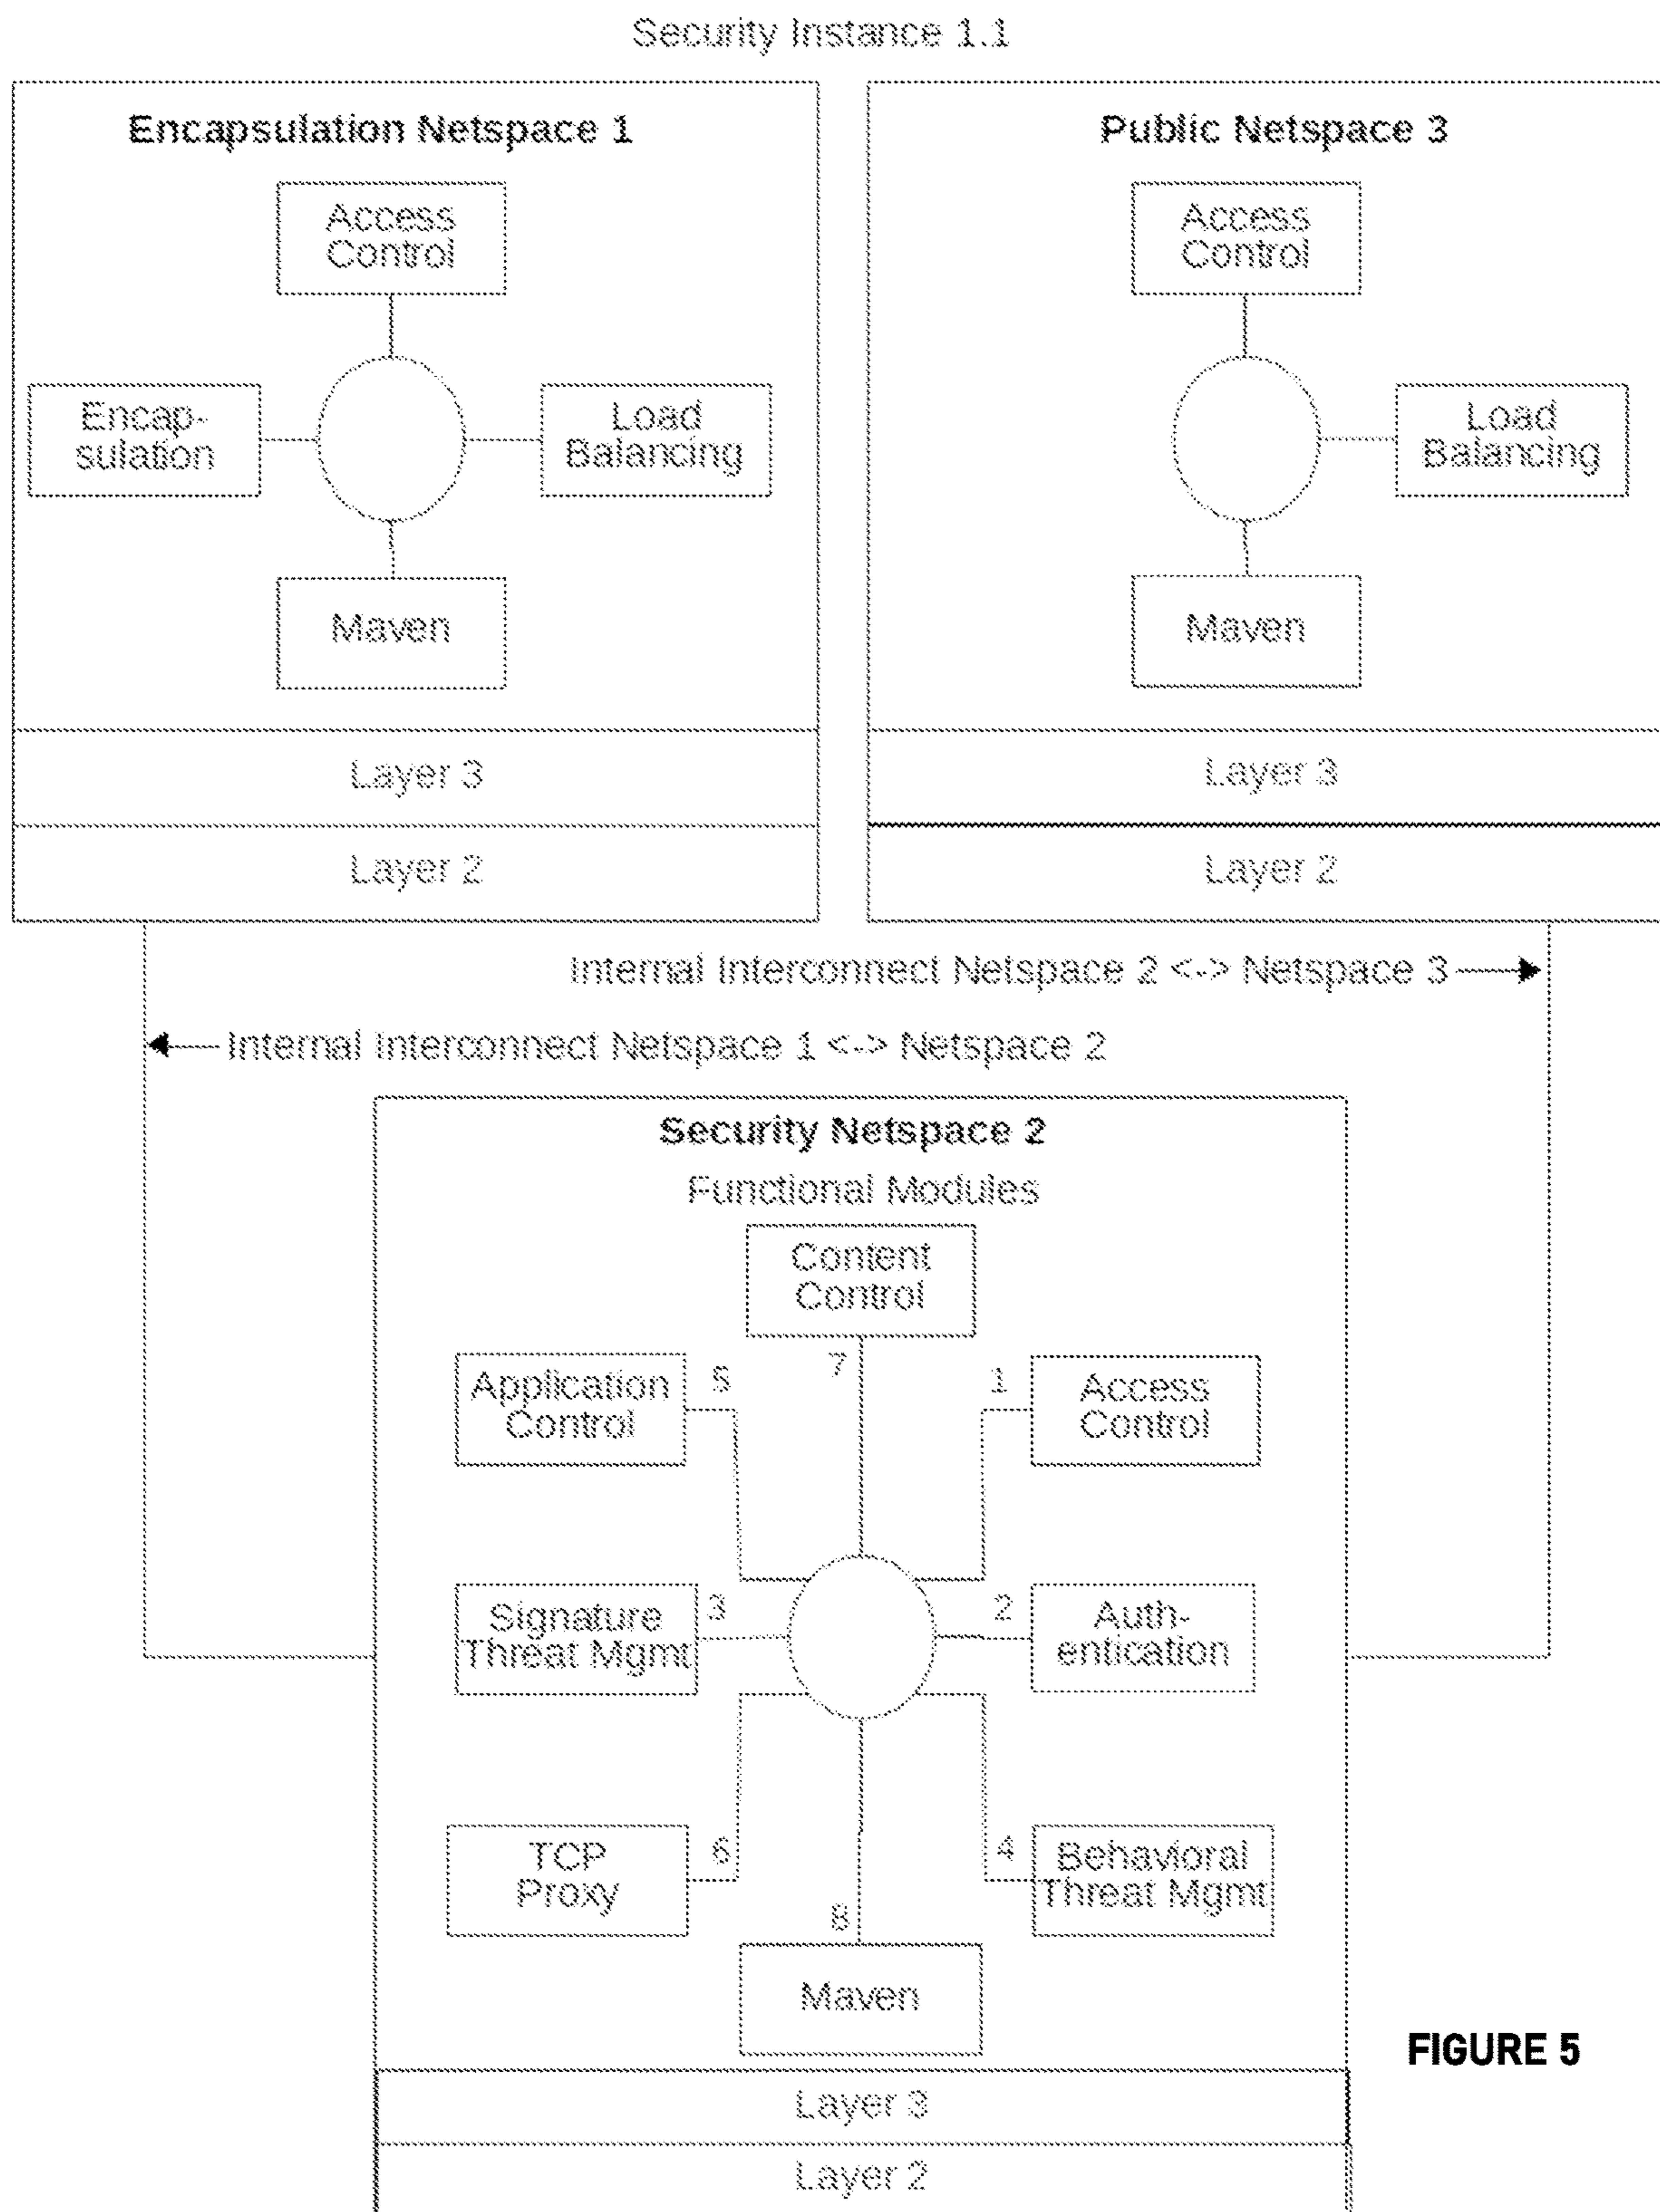 Security Instance 1.1
Encapsulation Netspace 1
Access
Control
Encap-
sulation
Load
Balancing
Maven
Layer 3
Layer 2
Public Netspace 3
Access
Control
Load
Balancing
Maven
Layer 3
Layer 2
Internal Interconnect Netspace 2 <-> Netspace 3
Internal Interconnect Netspace 1 <-> Netspace 2
Security Netspace 2
Functional Modules
Content
Control
7
Application
Control
5
1
Access
Control
Signature
Threat Mgmt
3
2
Auth-
entication
TCP
Proxy
6
4
Behavioral
Threat Mgmt
8
Maven
Layer 3
Layer 2
FIGURE 5